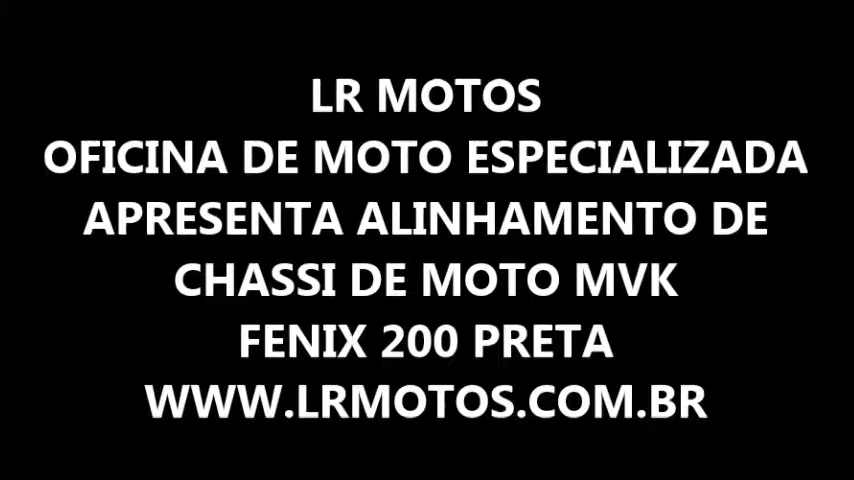 LR MOTOS
OFICINA DE MOTO ESPECIALIZADA
APRESENTA ALINHAMENTO DE
CHASSI DE MOTO MVK
FENIX 200 PRETA
WWW.LRMOTOS.COM.BR